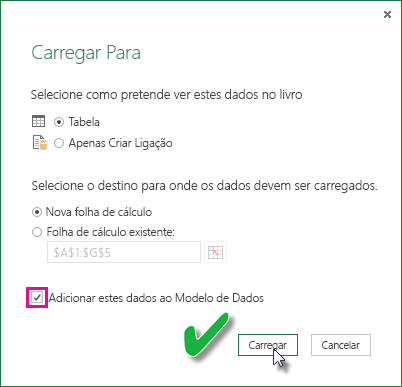 Carregar Para
Selecione como pretende ver estes dados no livro
Tabela
Apenas Criar Ligação
Selecione o destino para onde os dados devem ser carregados.
Nova folha de cálculo
Folha de cálculo existente:
$A$1:$G$5
Adicionar estes dados ao Modelo de Dados
Carregar
Cancelar